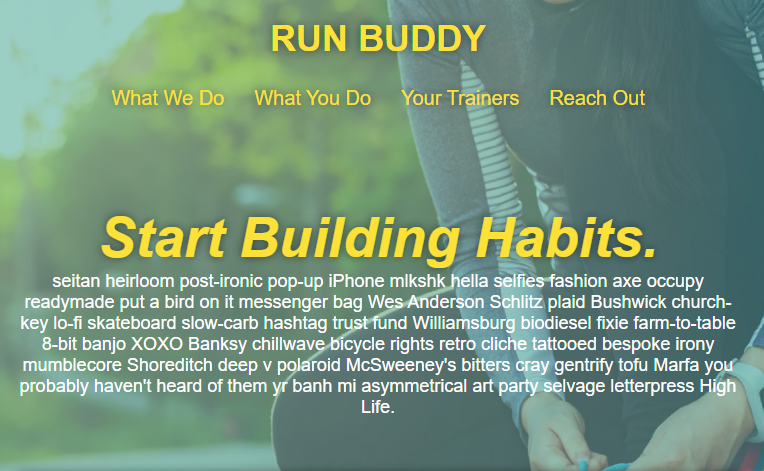 RUN BUDDY
What We Do What You Do Your Trainers Reach Out
Start Building Habits.
seitan heirloom post-ironic pop-up iPhone mlkshk hella selfies fashion axe occupy
readymade put a bird on it messenger bag Wes Anderson Schlitz plaid Bushwick church-
key lo-fi skateboard slow-carb hashtag trust fund Williamsburg biodiesel fixie farm-to-table
8-bit banjo XOXO Banksy chillwave bicycle rights retro cliche tattooed bespoke irony
mumblecore Shoreditch deep v polaroid McSweeney's bitters cray gentrify tofu Marfa you
probably haven't heard of them yr banh mi asymmetrical art party selvage letterpress High
Life.